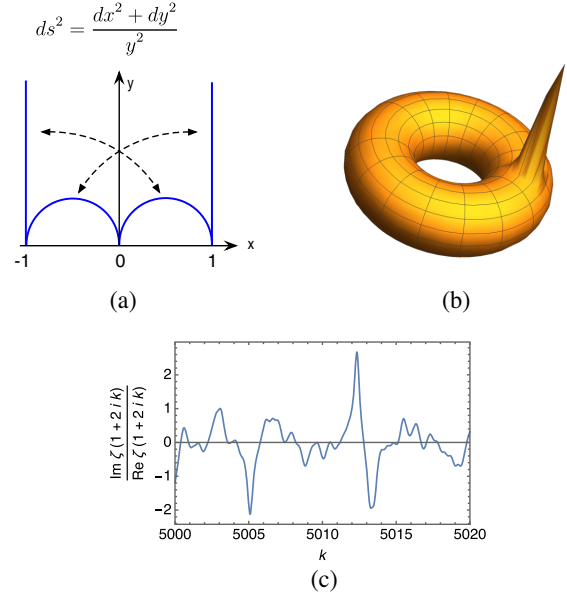 ds² = (dx² + dy²) / y²
y
x
-1 0 1
(a) (b)
Im ζ (1 + 2 i k) / Re ζ (1 + 2 i k)
2
1
0
-1
-2
5000 5005 5010 5015 5020
k
(c)